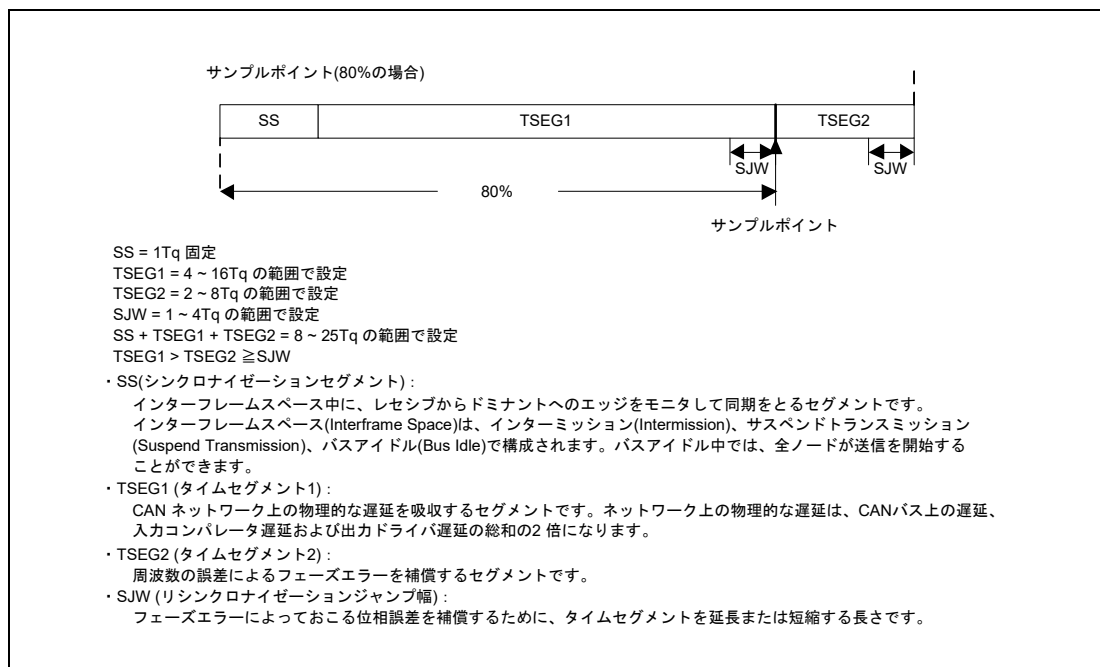 サンプルポイント(80%の場合)
SS
TSEG1
TSEG2
SJW
SJW
80%
サンプルポイント
SS = 1Tq 固定
TSEG1 = 4 ~ 16Tq の範囲で設定
TSEG2 = 2 ~ 8Tq の範囲で設定
SJW = 1 ~ 4Tq の範囲で設定
SS + TSEG1 + TSEG2 = 8 ~ 25Tq の範囲で設定
TSEG1 > TSEG2 ≧SJW
・SS(シンクロナイゼーションセグメント) :
インターフレームスペース中に、レセシブからドミナントへのエッジをモニタして同期をとるセグメントです。
インターフレームスペース(Interframe Space)は、インターミッション(Intermission)、サスペンドトランスミッション
(Suspend Transmission)、バスアイドル(Bus Idle)で構成されます。バスアイドル中では、全ノードが送信を開始する
ことができます。
・TSEG1 (タイムセグメント1) :
CAN ネットワーク上の物理的な遅延を吸収するセグメントです。ネットワーク上の物理的な遅延は、CANバス上の遅延、
入力コンパレータ遅延および出力ドライバ遅延の総和の2 倍になります。
・TSEG2 (タイムセグメント2) :
周波数の誤差によるフェーズエラーを補償するセグメントです。
・SJW (リシンクロナイゼーションジャンプ幅) :
フェーズエラーによっておこる位相誤差を補償するために、タイムセグメントを延長または短縮する長さです。